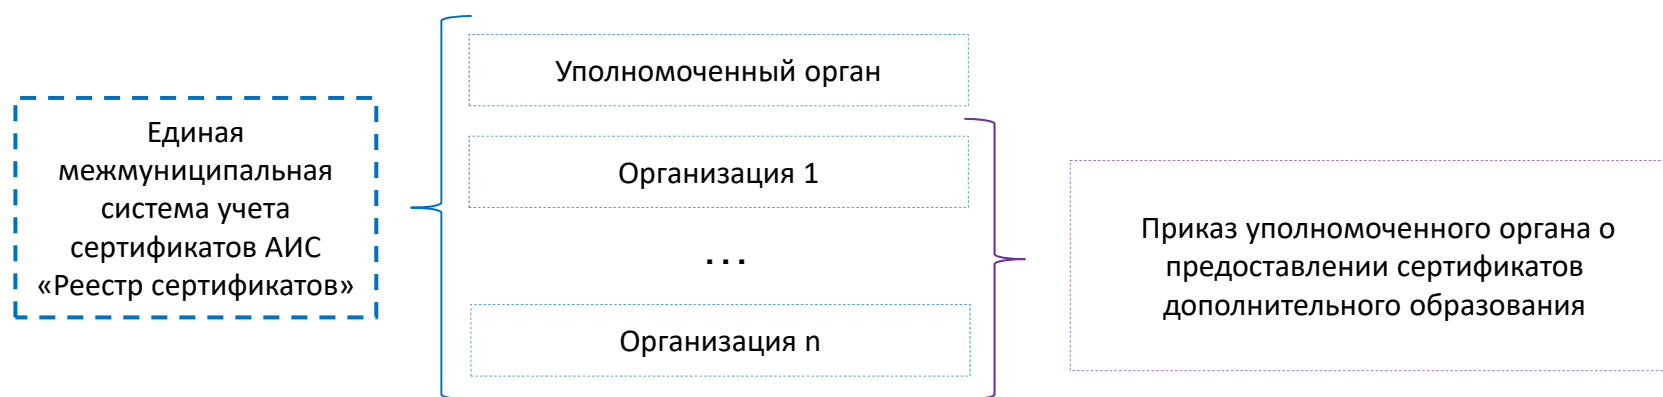 Единая
межмуниципальная
система учета
сертификатов АИС
«Реестр сертификатов»
Уполномоченный орган
Организация 1
...
Организация n
Приказ уполномоченного органа о
предоставлении сертификатов
дополнительного образования